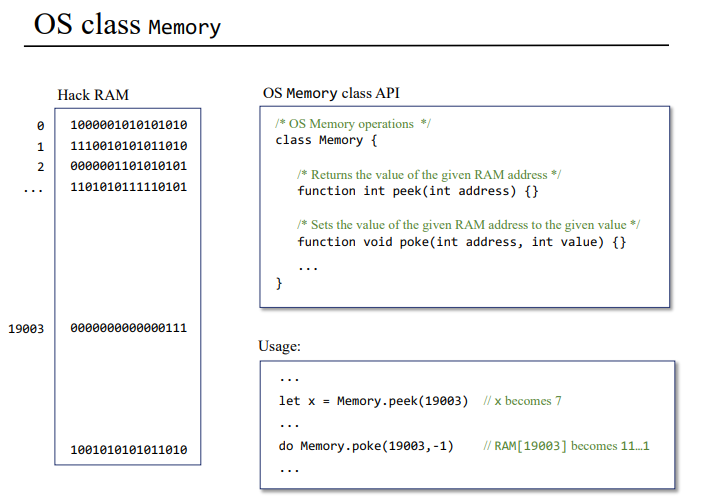 OS class Memory
Hack RAM
0 1000001010101010
1 1110010101011010
2 0000001101010101
... 1101010111110101
19003 0000000000000111
1001010101011010
OS Memory class API
/* OS Memory operations */
class Memory {
/* Returns the value of the given RAM address */
function int peek(int address) {}
/* Sets the value of the given RAM address to the given value */
function void poke(int address, int value) {}
...
}
Usage:
...
let x = Memory.peek(19003) // x becomes 7
...
do Memory.poke(19003,-1) // RAM[19003] becomes 11…1
...